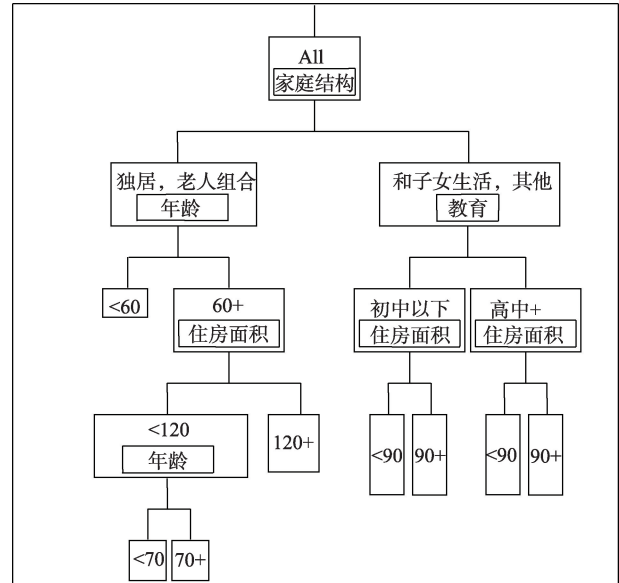 All
家庭结构
独居，老人组合
年龄
和子女生活，其他
教育
<60
60+
住房面积
初中以下
住房面积
高中+
住房面积
<120
年龄
120+
<90
90+
<90
90+
<70
70+